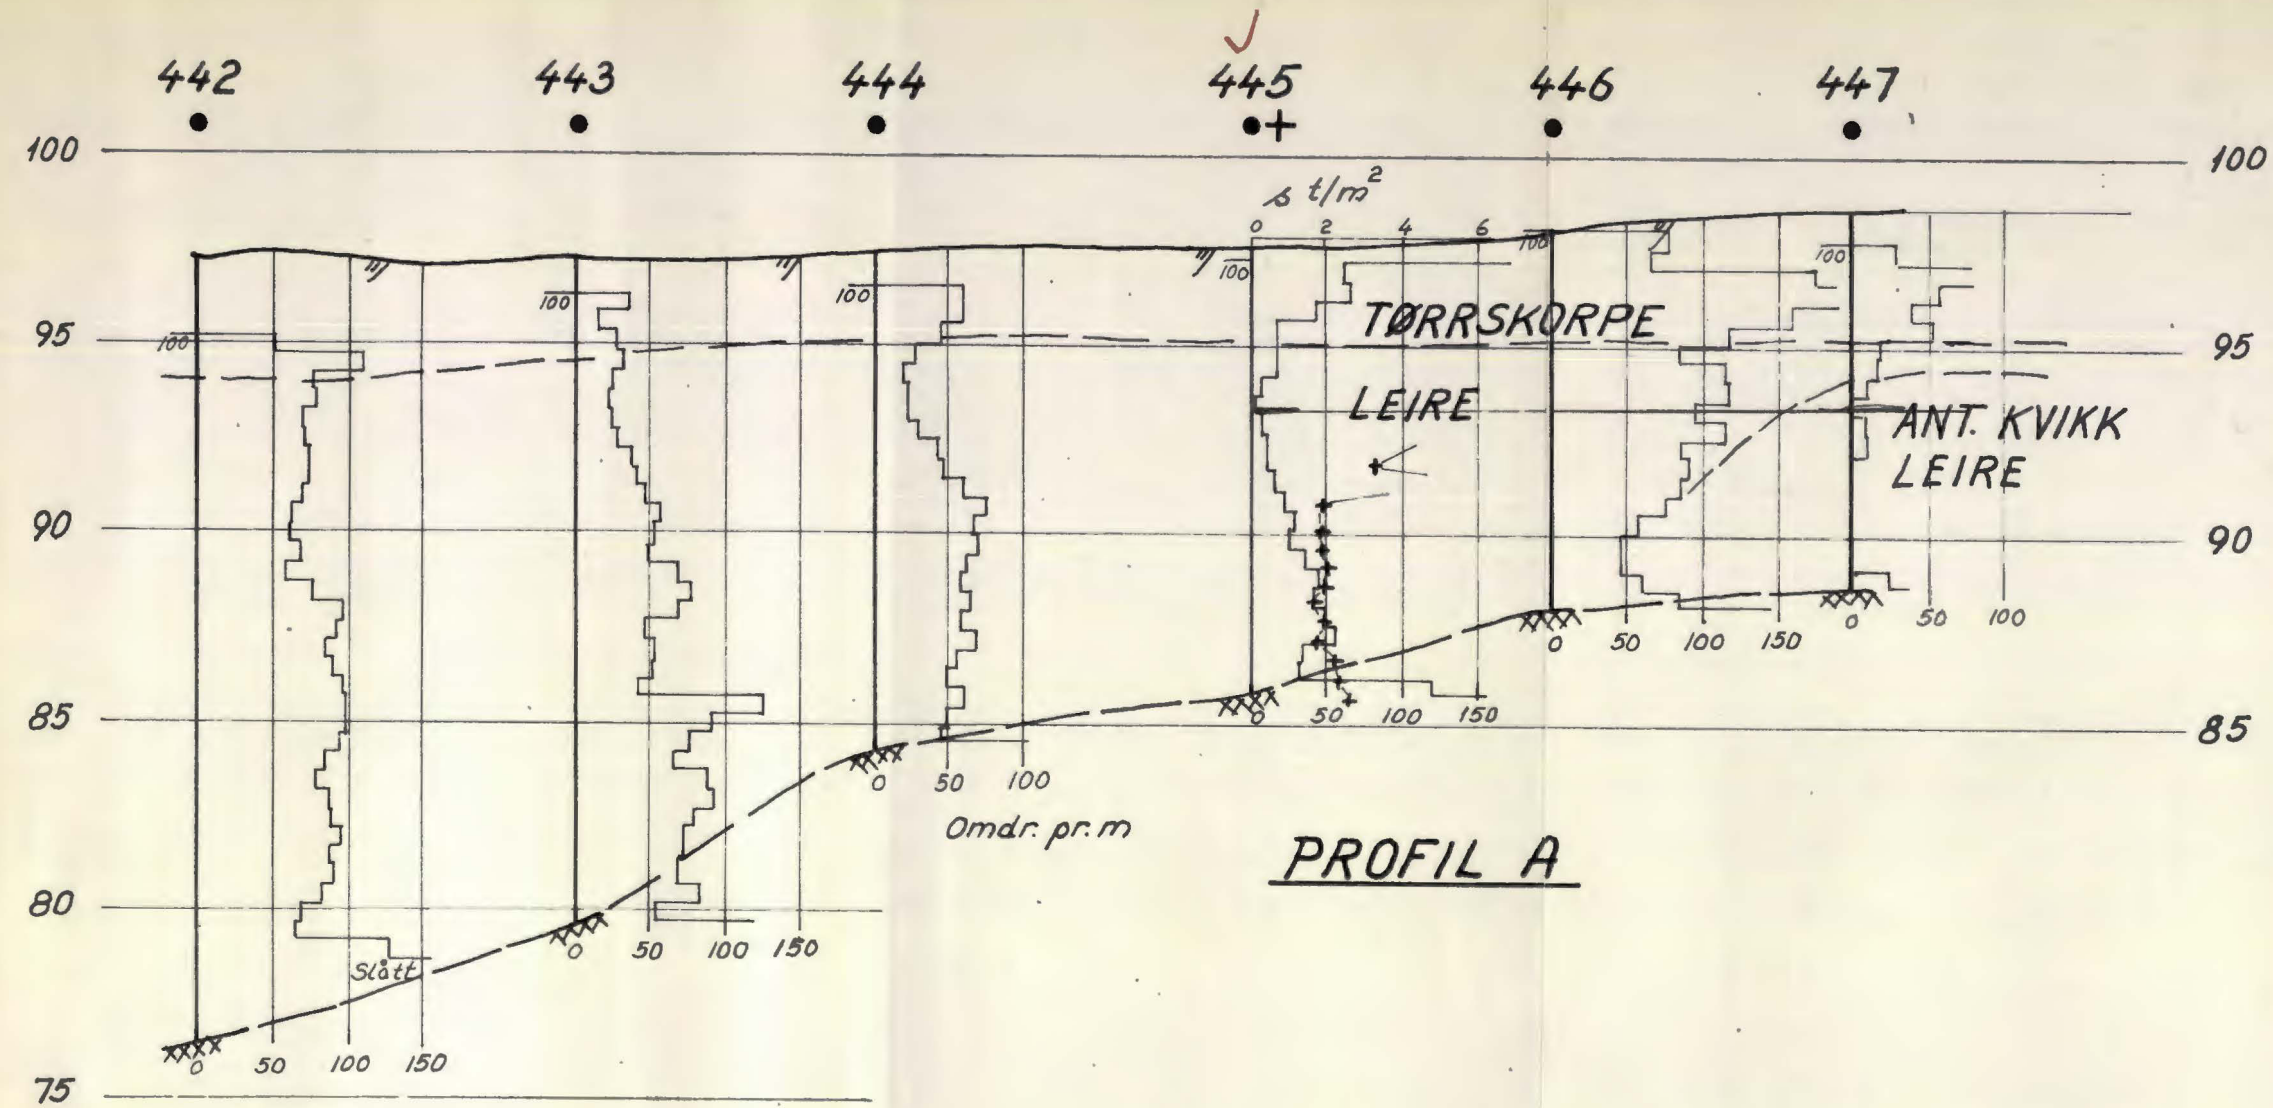 442 443 444 445 446 447
100 100
s t/m²
0 2 4 6
100 100 100 100 100 100
TØRRSKORPE
95 95
LEIRE
ANT. KVIKK
LEIRE
90 90
0 50 100 150
0 50 100
85 85
0 50 100 150
0 50 100
Omdr. pr. m
PROFIL A
80
0 50 100 150
Slått
0 50 100 150
75